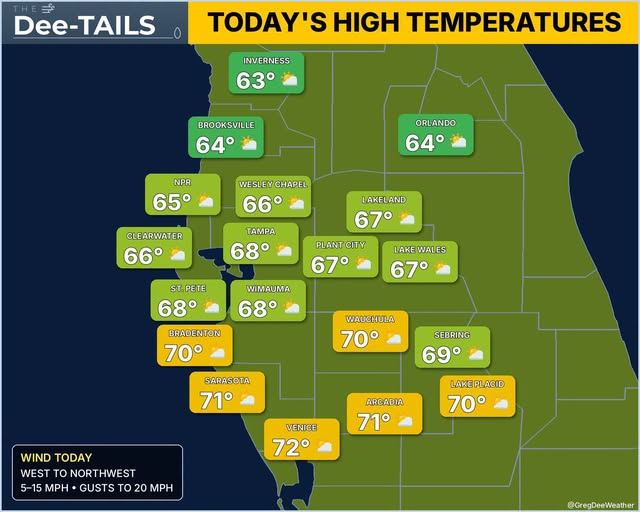 THE
Dee-TAILS
TODAY'S HIGH TEMPERATURES
INVERNESS
63°
BROOKSVILLE
64°
ORLANDO
64°
NPR
65°
WESLEY CHAPEL
66°
LAKELAND
67°
CLEARWATER
66°
TAMPA
68°
PLANT CITY
67°
LAKE WALES
67°
ST. PETE
68°
WIMAUMA
68°
BRADENTON
70°
WAUCHULA
70°
SEBRING
69°
SARASOTA
71°
ARCADIA
71°
LAKE PLACID
70°
VENICE
72°
WIND TODAY
WEST TO NORTHWEST
5–15 MPH • GUSTS TO 20 MPH
@GregDeeWeather